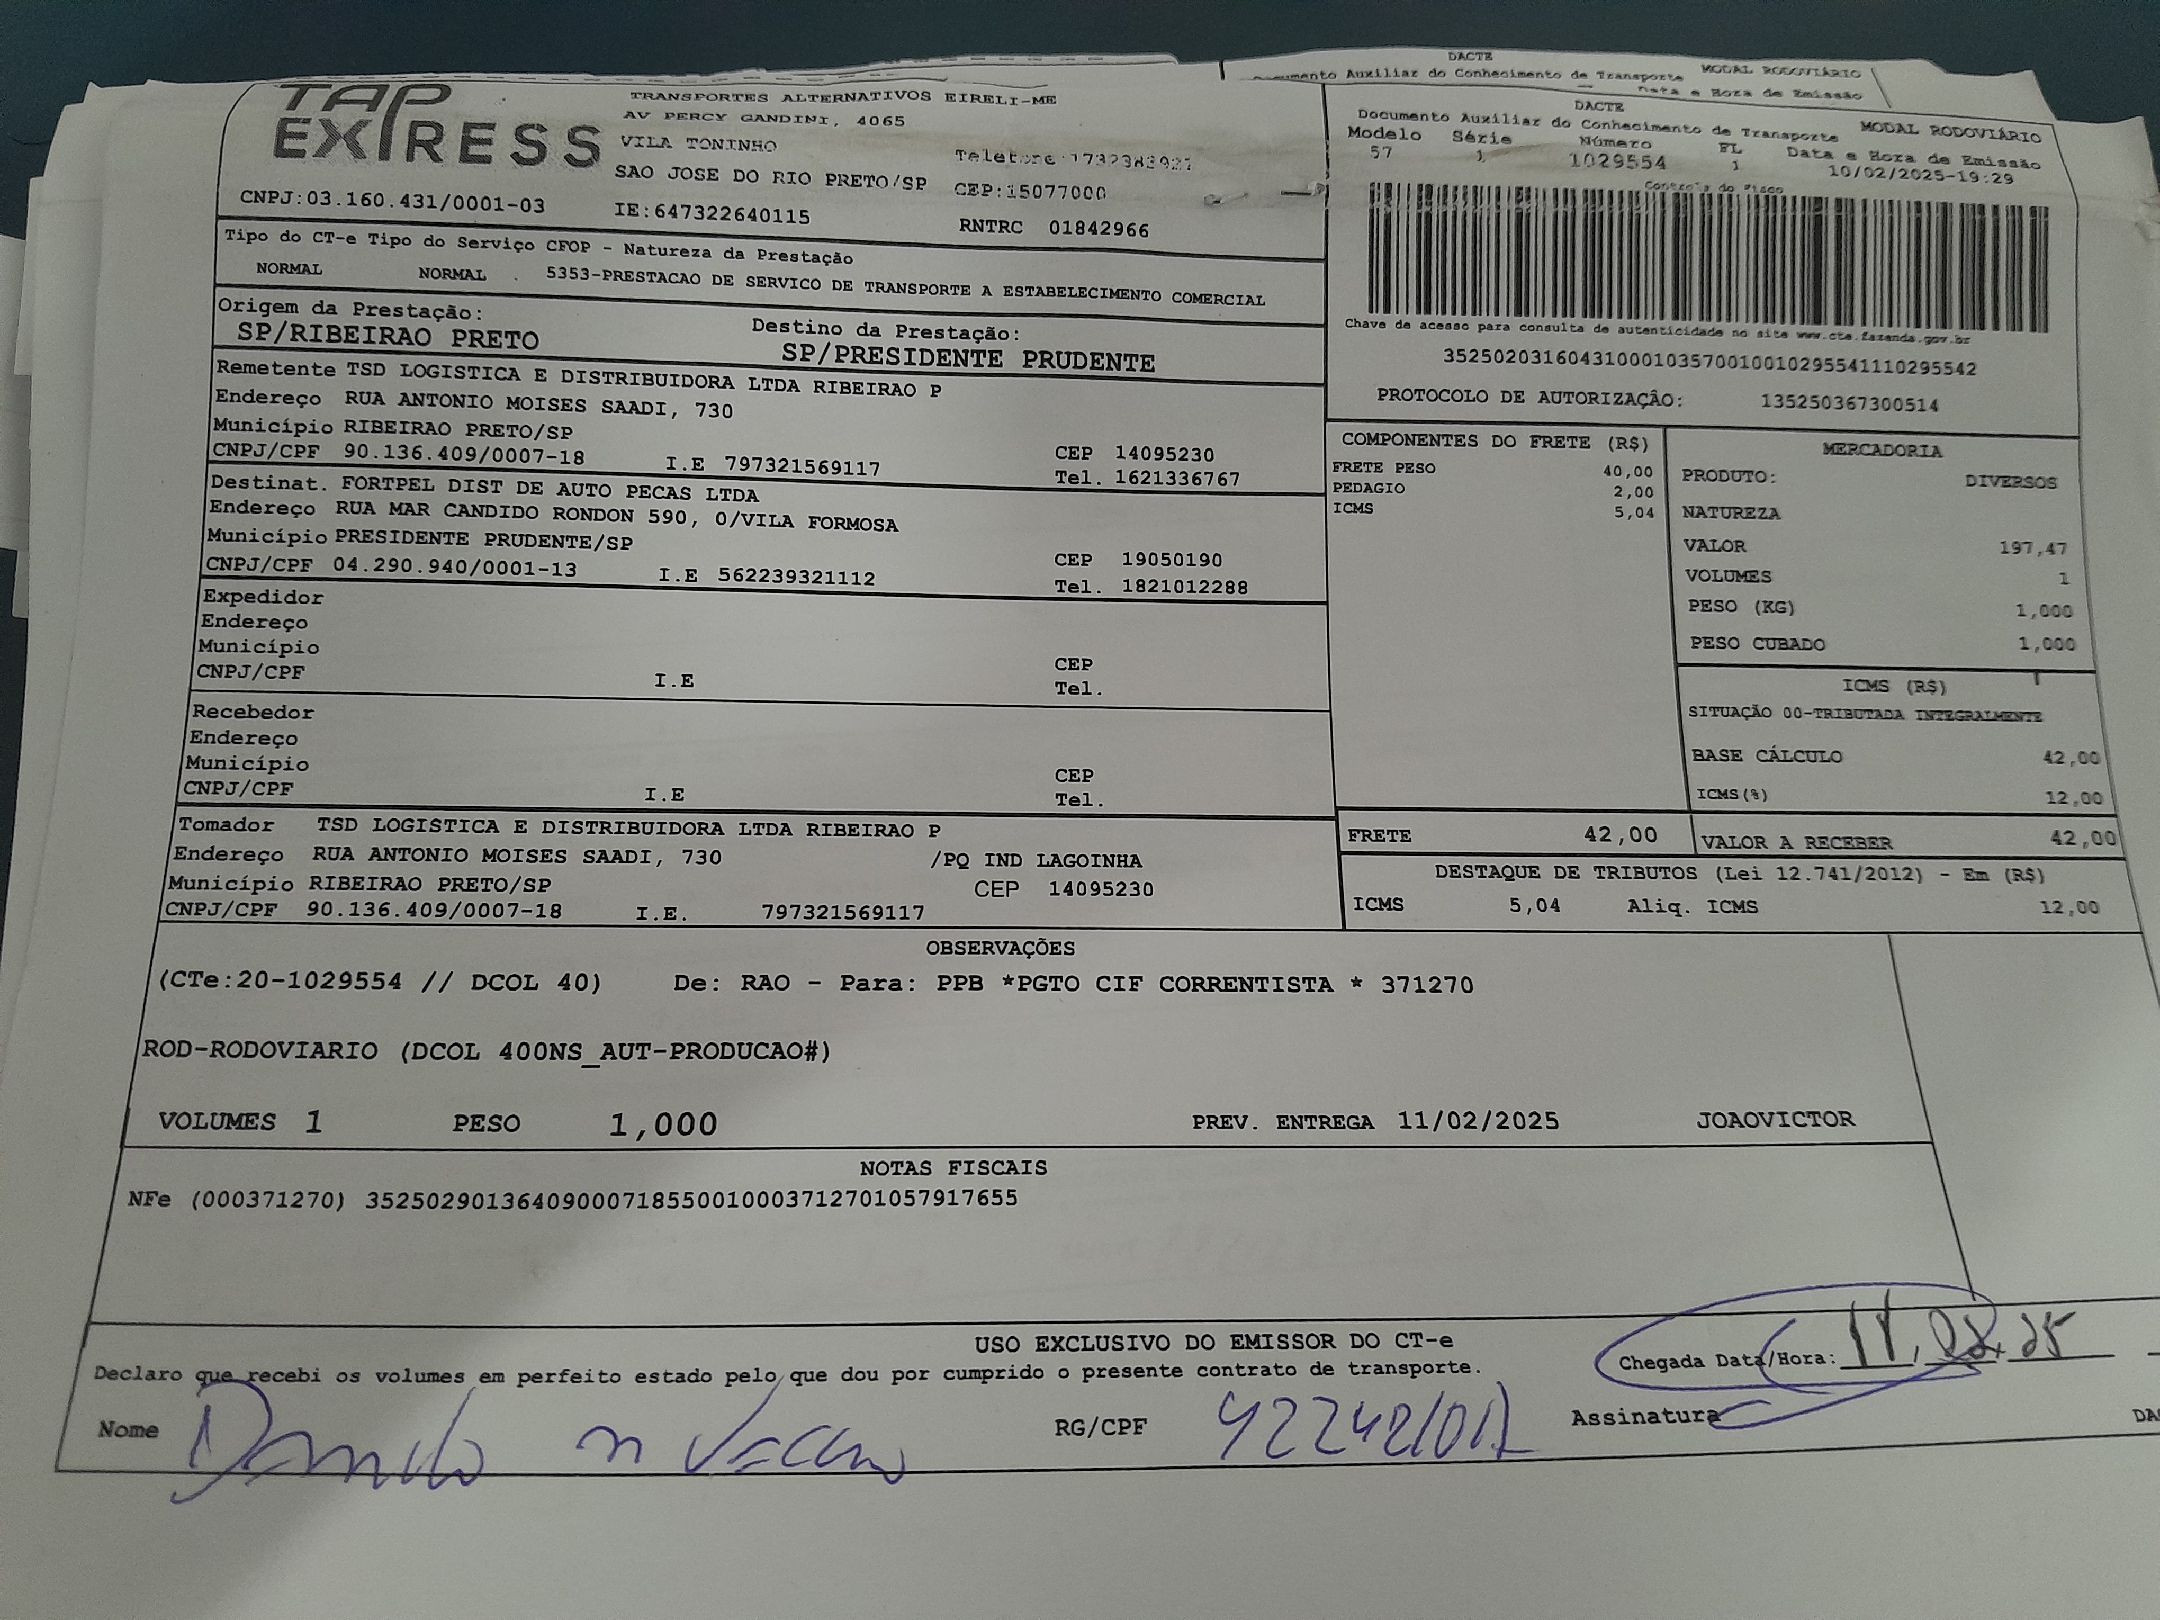 DACTE
Auxiliar do Conhecimento de Transporte MODAL RODOVIÁRIO
Data e Hora de Emissão
TAP EXPRESS
TRANSPORTES ALTERNATIVOS EIRELI-ME
AV PERCY GANDINI, 4065
VILA TONINHO
SAO JOSE DO RIO PRETO/SP CEP:15077000
CNPJ:03.160.431/0001-03 IE:647322640115 RNTRC 01842966
DACTE
Documento Auxiliar do Conhecimento de Transporte MODAL RODOVIÁRIO
Modelo Série Número FL Data e Hora de Emissão
57 1 1029554 1 10/02/2025-19:29
Controle do Fisco
Chave de acesso para consulta de autenticidade no site www.cte.fazenda.gov.br
35250203160431000103570010010295541110295542
PROTOCOLO DE AUTORIZAÇÃO: 135250367300514
Tipo do CT-e Tipo do Serviço CFOP - Natureza da Prestação
NORMAL NORMAL . 5353-PRESTACAO DE SERVICO DE TRANSPORTE A ESTABELECIMENTO COMERCIAL
Origem da Prestação: Destino da Prestação:
SP/RIBEIRAO PRETO SP/PRESIDENTE PRUDENTE
Remetente TSD LOGISTICA E DISTRIBUIDORA LTDA RIBEIRAO P
Endereço RUA ANTONIO MOISES SAADI, 730
Município RIBEIRAO PRETO/SP CEP 14095230
CNPJ/CPF 90.136.409/0007-18 I.E 797321569117 Tel. 1621336767
Destinat. FORTPEL DIST DE AUTO PECAS LTDA
Endereço RUA MAR CANDIDO RONDON 590, 0/VILA FORMOSA
Município PRESIDENTE PRUDENTE/SP CEP 19050190
CNPJ/CPF 04.290.940/0001-13 I.E 562239321112 Tel. 1821012288
Expedidor
Endereço
Município CEP
CNPJ/CPF I.E Tel.
Recebedor
Endereço
Município CEP
CNPJ/CPF I.E Tel.
Tomador TSD LOGISTICA E DISTRIBUIDORA LTDA RIBEIRAO P
Endereço RUA ANTONIO MOISES SAADI, 730 /PQ IND LAGOINHA
Município RIBEIRAO PRETO/SP CEP 14095230
CNPJ/CPF 90.136.409/0007-18 I.E. 797321569117
COMPONENTES DO FRETE (R$)
FRETE PESO 40,00
PEDAGIO 2,00
ICMS 5,04
MERCADORIA
PRODUTO: DIVERSOS
NATUREZA
VALOR 197,47
VOLUMES 1
PESO (KG) 1,000
PESO CUBADO 1,000
ICMS (R$)
SITUAÇÃO 00-TRIBUTADA INTEGRALMENTE
BASE CÁLCULO 42,00
ICMS(%) 12,00
FRETE 42,00 VALOR A RECEBER 42,00
DESTAQUE DE TRIBUTOS (Lei 12.741/2012) - Em (R$)
ICMS 5,04 Aliq. ICMS 12,00
OBSERVAÇÕES
(CTe:20-1029554 // DCOL 40) De: RAO - Para: PPB *PGTO CIF CORRENTISTA * 371270
ROD-RODOVIARIO (DCOL 400NS_AUT-PRODUCAO#)
VOLUMES 1 PESO 1,000 PREV. ENTREGA 11/02/2025 JOAOVICTOR
NOTAS FISCAIS
NFe (000371270) 35250290136409000718550010003712701057917655
USO EXCLUSIVO DO EMISSOR DO CT-e
Declaro que recebi os volumes em perfeito estado pelo que dou por cumprido o presente contrato de transporte.
Chegada Data/Hora: 11, 02, 25
Nome Danilo RG/CPF Assinatura